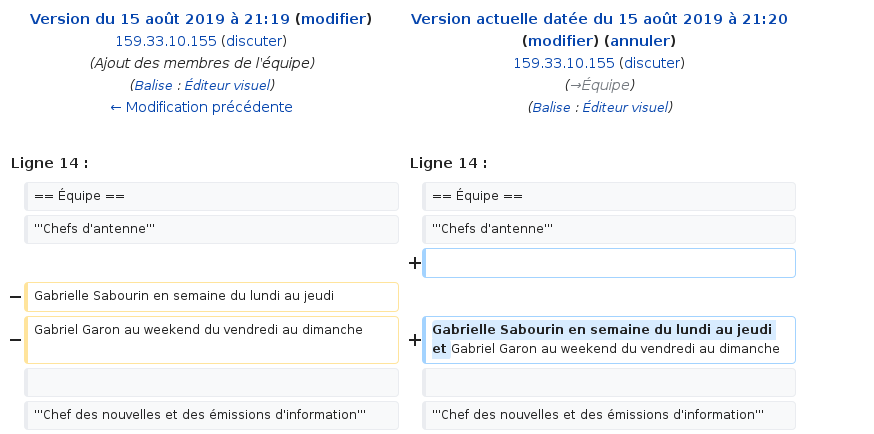 Version du 15 août 2019 à 21:19 (modifier)
159.33.10.155 (discuter)
(Ajout des membres de l'équipe)
(Balise : Éditeur visuel)
← Modification précédente
Version actuelle datée du 15 août 2019 à 21:20
(modifier) (annuler)
159.33.10.155 (discuter)
(→Équipe)
(Balise : Éditeur visuel)
Ligne 14 :
Ligne 14 :
== Équipe ==
== Équipe ==
'''Chefs d'antenne'''
'''Chefs d'antenne'''
+
− Gabrielle Sabourin en semaine du lundi au jeudi
− Gabriel Garon au weekend du vendredi au dimanche
+ Gabrielle Sabourin en semaine du lundi au jeudi
et Gabriel Garon au weekend du vendredi au dimanche
'''Chef des nouvelles et des émissions d'information'''
'''Chef des nouvelles et des émissions d'information'''